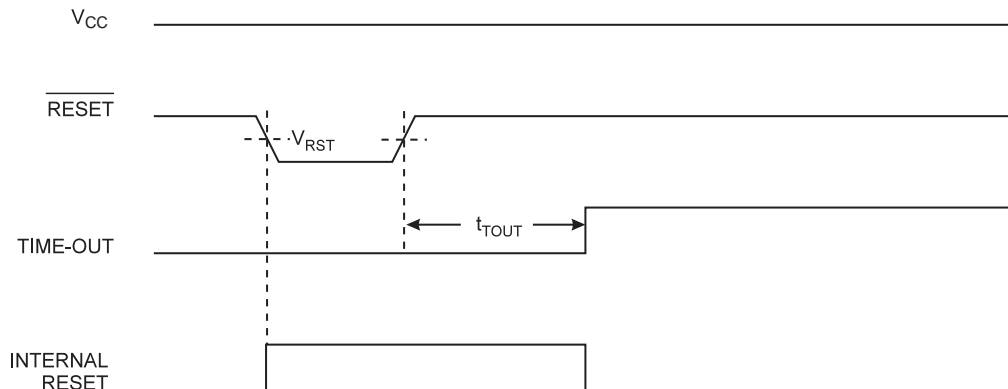 VCC
RESET
VRST
tTOUT
TIME-OUT
INTERNAL
RESET